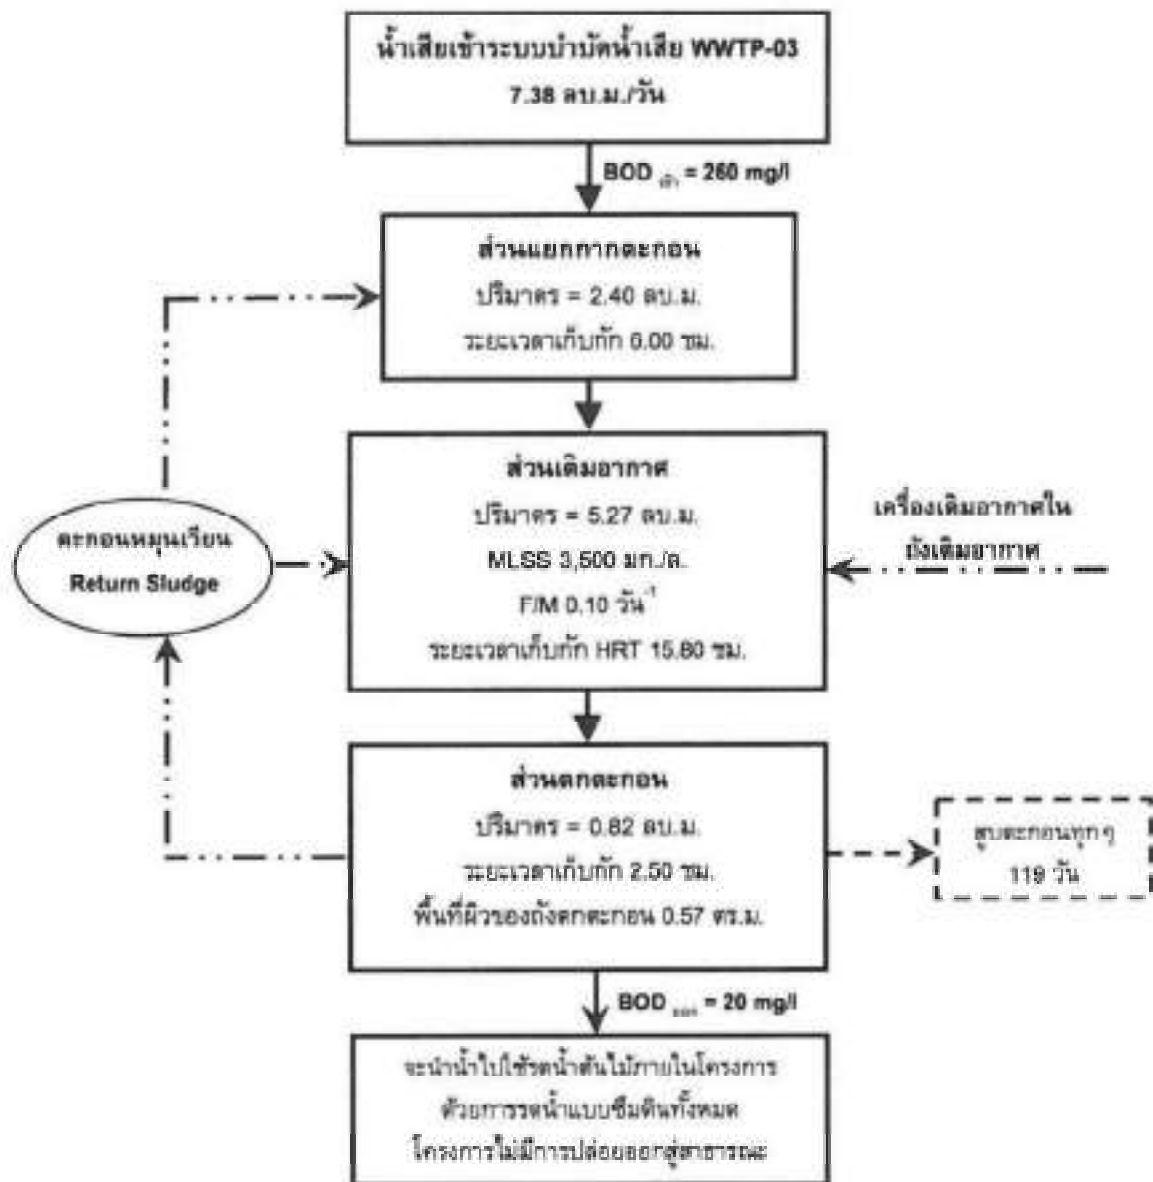 น้ำเสียเข้าระบบบำบัดน้ำเสีย WWTP-03
7.38 ลบ.ม./วัน
BOD เข้า = 260 mg/l
ส่วนแยกกากตะกอน
ปริมาตร = 2.40 ลบ.ม.
ระยะเวลาเก็บกัก 6.00 ชม.
ส่วนเติมอากาศ
ปริมาตร = 5.27 ลบ.ม.
MLSS 3,500 มก./ล.
F/M 0.10 วัน⁻¹
ระยะเวลาเก็บกัก HRT 15.80 ชม.
เครื่องเติมอากาศใน
ถังเติมอากาศ
ตะกอนหมุนเวียน
Return Sludge
ส่วนตกตะกอน
ปริมาตร = 0.82 ลบ.ม.
ระยะเวลาเก็บกัก 2.50 ชม.
พื้นที่ผิวของถังตกตะกอน 0.57 ตร.ม.
สูบตะกอนทุกๆ
119 วัน
BOD ออก = 20 mg/l
จะนำน้ำไปใช้รดน้ำต้นไม้ภายในโครงการ
ด้วยการรดน้ำแบบซึมดินทั้งหมด
โครงการไม่มีการปล่อยออกสู่สาธารณะ